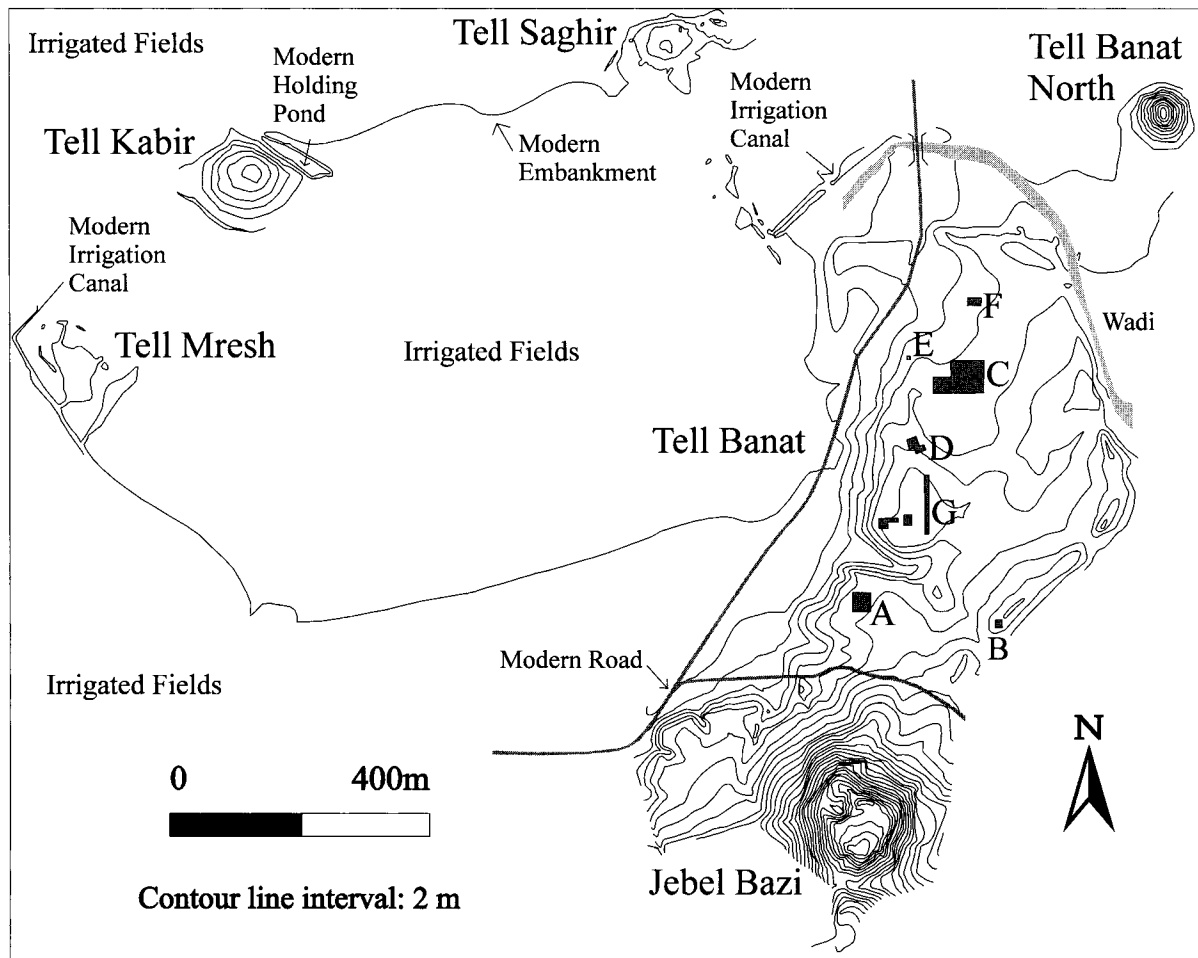 Irrigated Fields
Tell Saghir
Tell Banat
North
Modern
Holding
Pond
Modern
Irrigation
Canal
Tell Kabir
Modern
Embankment
Modern
Irrigation
Canal
Tell Mresh
Irrigated Fields
Wadi
F
E
C
Tell Banat
D
G
A
B
Modern Road
Irrigated Fields
N
0 400m
Jebel Bazi
Contour line interval: 2 m